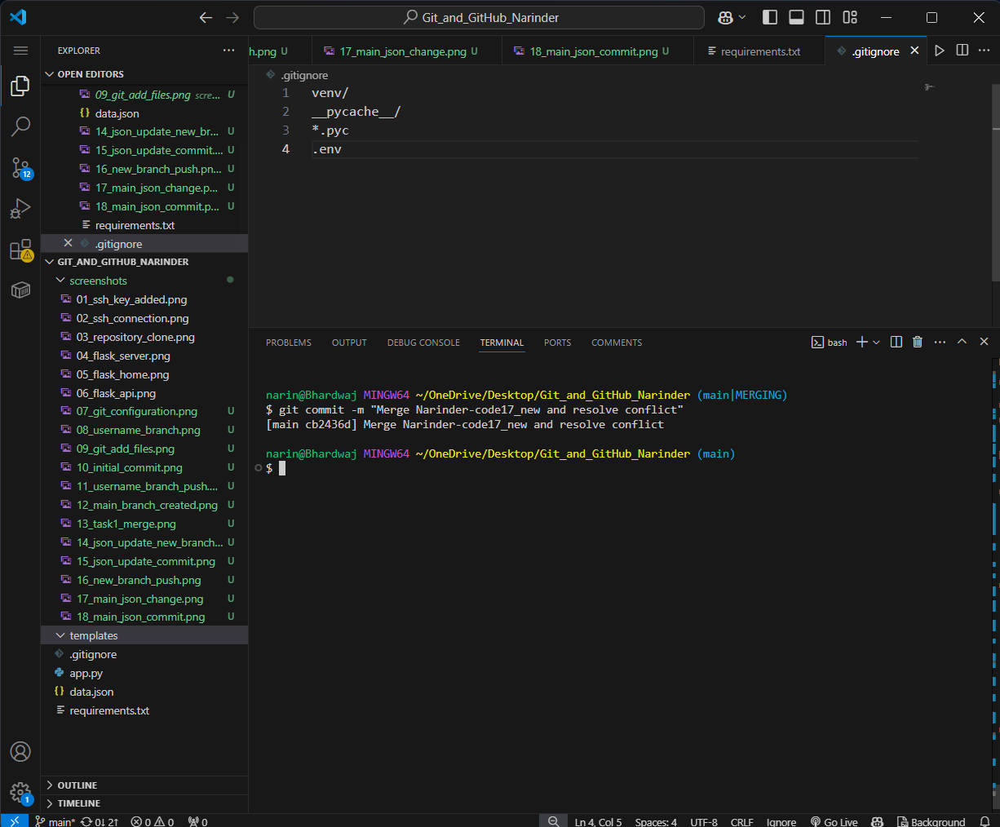 Git_and_GitHub_Narinder
EXPLORER
h.png U
17_main_json_change.png U
18_main_json_commit.png U
requirements.txt
.gitignore
OPEN EDITORS
09_git_add_files.png scre... U
data.json
14_json_update_new_br... U
15_json_update_commit.... U
16_new_branch_push.pn... U
17_main_json_change.p... U
18_main_json_commit.p... U
requirements.txt
.gitignore
GIT_AND_GITHUB_NARINDER
screenshots
01_ssh_key_added.png
02_ssh_connection.png
03_repository_clone.png
04_flask_server.png
05_flask_home.png
06_flask_api.png
07_git_configuration.png U
08_username_branch.png U
09_git_add_files.png U
10_initial_commit.png U
11_username_branch_push.... U
12_main_branch_created.png U
13_task1_merge.png U
14_json_update_new_branch... U
15_json_update_commit.png U
16_new_branch_push.png U
17_main_json_change.png U
18_main_json_commit.png U
templates
.gitignore
app.py
data.json
requirements.txt
OUTLINE
TIMELINE
12
1
.gitignore
1 venv/
2 __pycache__/
3 *.pyc
4 .env
PROBLEMS OUTPUT DEBUG CONSOLE TERMINAL PORTS COMMENTS
bash
narin@Bhardwaj MINGW64 ~/OneDrive/Desktop/Git_and_GitHub_Narinder (main|MERGING)
$ git commit -m "Merge Narinder-code17_new and resolve conflict"
[main cb2436d] Merge Narinder-code17_new and resolve conflict
narin@Bhardwaj MINGW64 ~/OneDrive/Desktop/Git_and_GitHub_Narinder (main)
$
main* 0↓ 2↑ 0 0 0 Ln 4, Col 5 Spaces: 4 UTF-8 CRLF Ignore Go Live Background